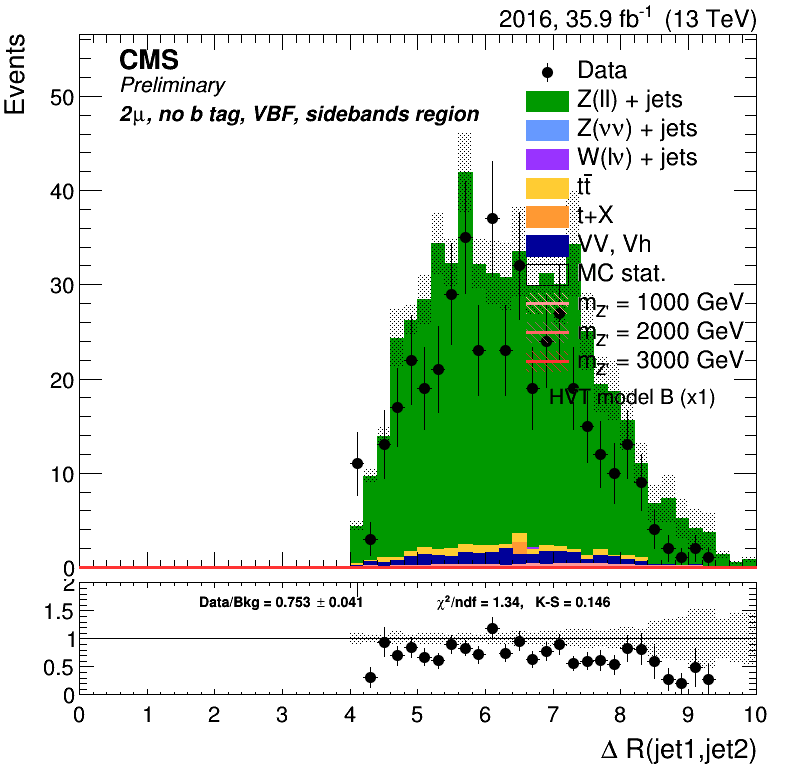 2016, 35.9 fb⁻¹ (13 TeV)
Events
CMS
Preliminary
2μ, no b tag, VBF, sidebands region
Data
Z(ll) + jets
Z(νν) + jets
W(lν) + jets
tt̄
t+X
VV, Vh
MC stat.
m_Z' = 1000 GeV
m_Z' = 2000 GeV
m_Z' = 3000 GeV
HVT model B (x1)
50
40
30
20
10
0
2
1.5
1
0.5
0
Data/Bkg = 0.753 ± 0.041
χ²/ndf = 1.34, K-S = 0.146
0 1 2 3 4 5 6 7 8 9 10
Δ R(jet1,jet2)